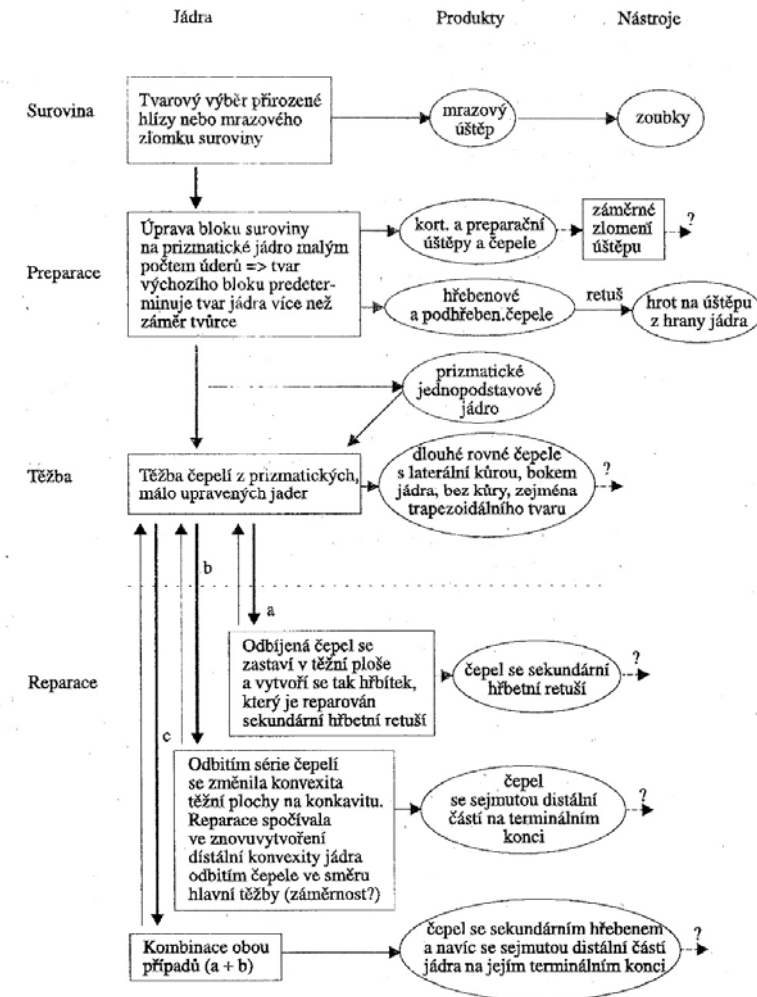 Jádra
Produkty
Nástroje
Surovina
Tvarový výběr přirozené
hlízy nebo mrazového
zlomku suroviny
mrazový
úštěp
zoubky
Preparace
Úprava bloku suroviny
na prizmatické jádro malým
počtem úderů => tvar
výchozího bloku predeter-
minuje tvar jádra více než
záměr tvůrce
kort. a preparační
úštěpy a čepele
záměrné
zlomení
úštěpu
?
hřebenové
a podhřeben.čepele
retuš
hrot na úštěpu
z hrany jádra
prizmatické
jednopodstavové
jádro
Těžba
Těžba čepelí z prizmatických,
málo upravených jader
dlouhé rovné čepele
s laterální kůrou, bokem
jádra, bez kůry, zejména
trapezoidálního tvaru
?
b
a
Reparace
Odbíjená čepel se
zastaví v těžní ploše
a vytvoří se tak hřbítek,
který je reparován
sekundární hřbetní retuší
čepel se sekundární
hřbetní retuší
?
c
Odbitím série čepelí
se změnila konvexita
těžní plochy na konkavitu.
Reparace spočívala
ve znovuvytvoření
distální konvexity jádra
odbitím čepele ve směru
hlavní těžby (záměrnost?)
čepel
se sejmutou distální
částí na terminálním
konci
?
Kombinace obou
případů (a + b)
čepel se sekundárním hřebenem
a navíc se sejmutou distální částí
jádra na jejím terminálním konci
?